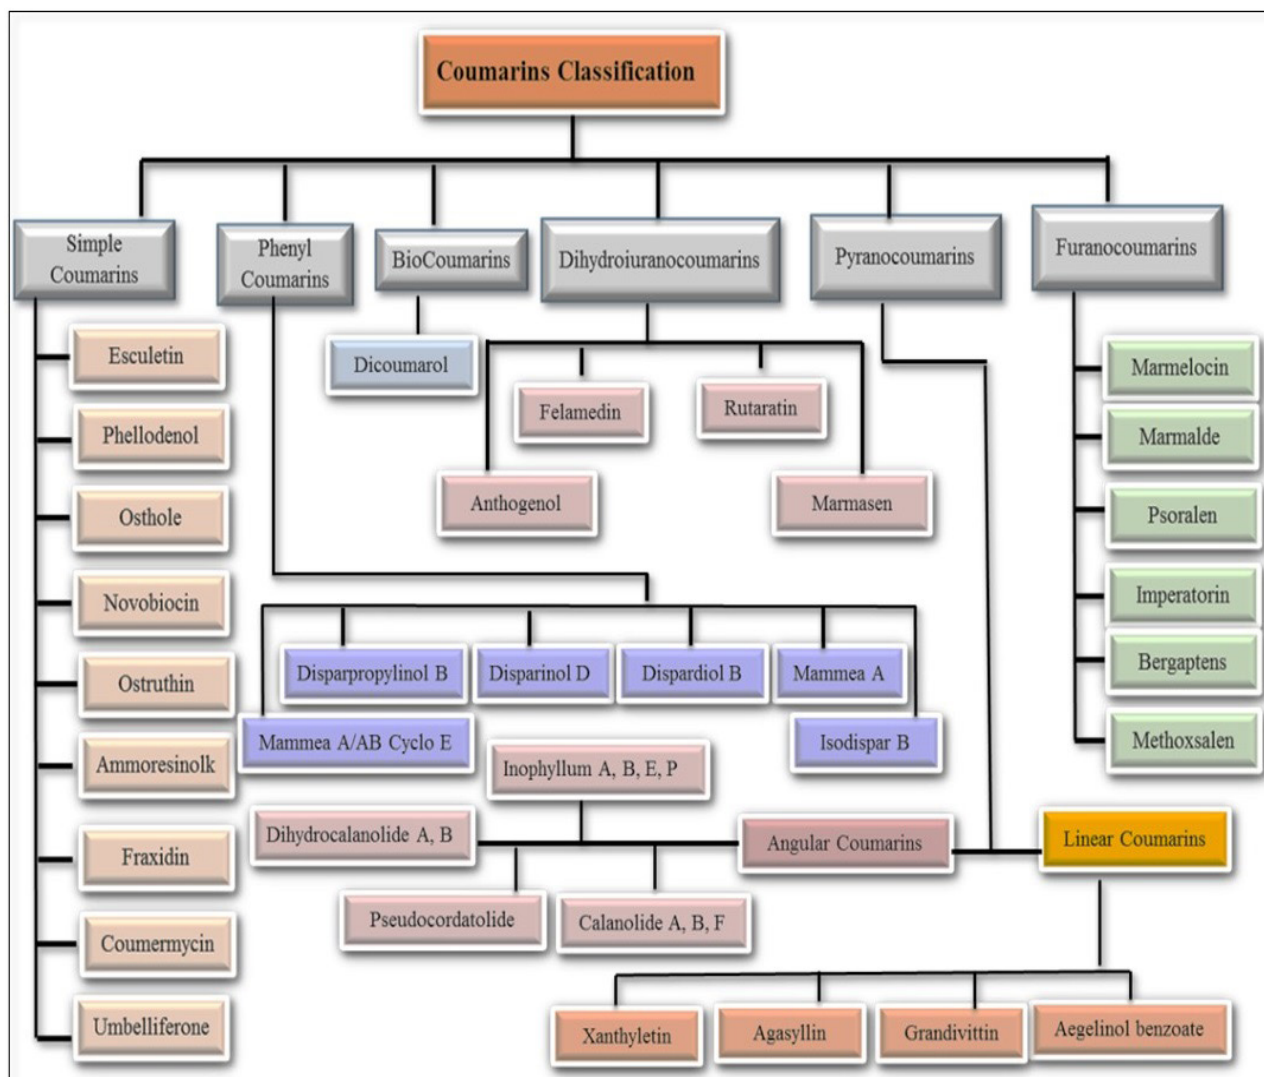 Coumarins Classification
Simple
Coumarins
Phenyl
Coumarins
BioCoumarins
Dihydroiuranocoumarins
Pyranocoumarins
Furanocoumarins
Esculetin
Phellodenol
Osthole
Novobiocin
Ostruthin
Ammoresinolk
Fraxidin
Coumermycin
Umbelliferone
Dicoumarol
Felamedin
Rutaratin
Anthogenol
Marmasen
Marmelocin
Marmalde
Psoralen
Imperatorin
Bergaptens
Methoxsalen
Disparpropylinol B
Disparinol D
Dispardiol B
Mammea A
Mammea A/AB Cyclo E
Isodispar B
Inophyllum A, B, E, P
Dihydrocalanolide A, B
Angular Coumarins
Linear Coumarins
Pseudocordatolide
Calanolide A, B, F
Xanthyletin
Agasyllin
Grandivittin
Aegelinol benzoate